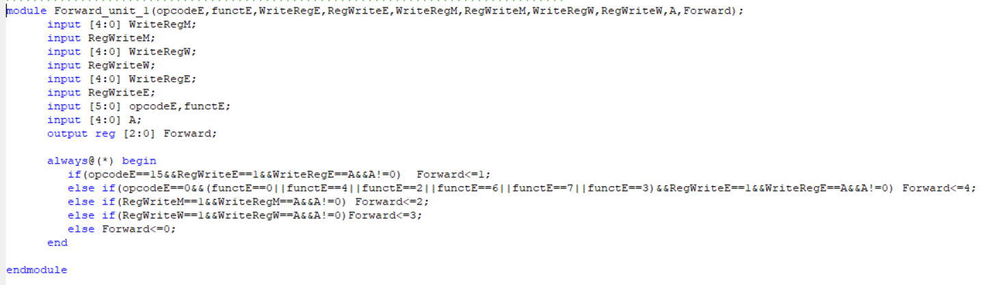 module Forward_unit_1(opcodeE,functE,WriteRegE,RegWriteE,WriteRegM,RegWriteM,WriteRegW,RegWriteW,A,Forward);
input [4:0] WriteRegM;
input RegWriteM;
input [4:0] WriteRegW;
input RegWriteW;
input [4:0] WriteRegE;
input RegWriteE;
input [5:0] opcodeE,functE;
input [4:0] A;
output reg [2:0] Forward;
always@(*) begin
if(opcodeE==15&&RegWriteE==1&&WriteRegE==A&&A!=0)  Forward<=1;
else if(opcodeE==0&&(functE==0||functE==4||functE==2||functE==6||functE==7||functE==3)&&RegWriteE==1&&WriteRegE==A&&A!=0) Forward<=4;
else if(RegWriteM==1&&WriteRegM==A&&A!=0) Forward<=2;
else if(RegWriteW==1&&WriteRegW==A&&A!=0)Forward<=3;
else Forward<=0;
end
endmodule